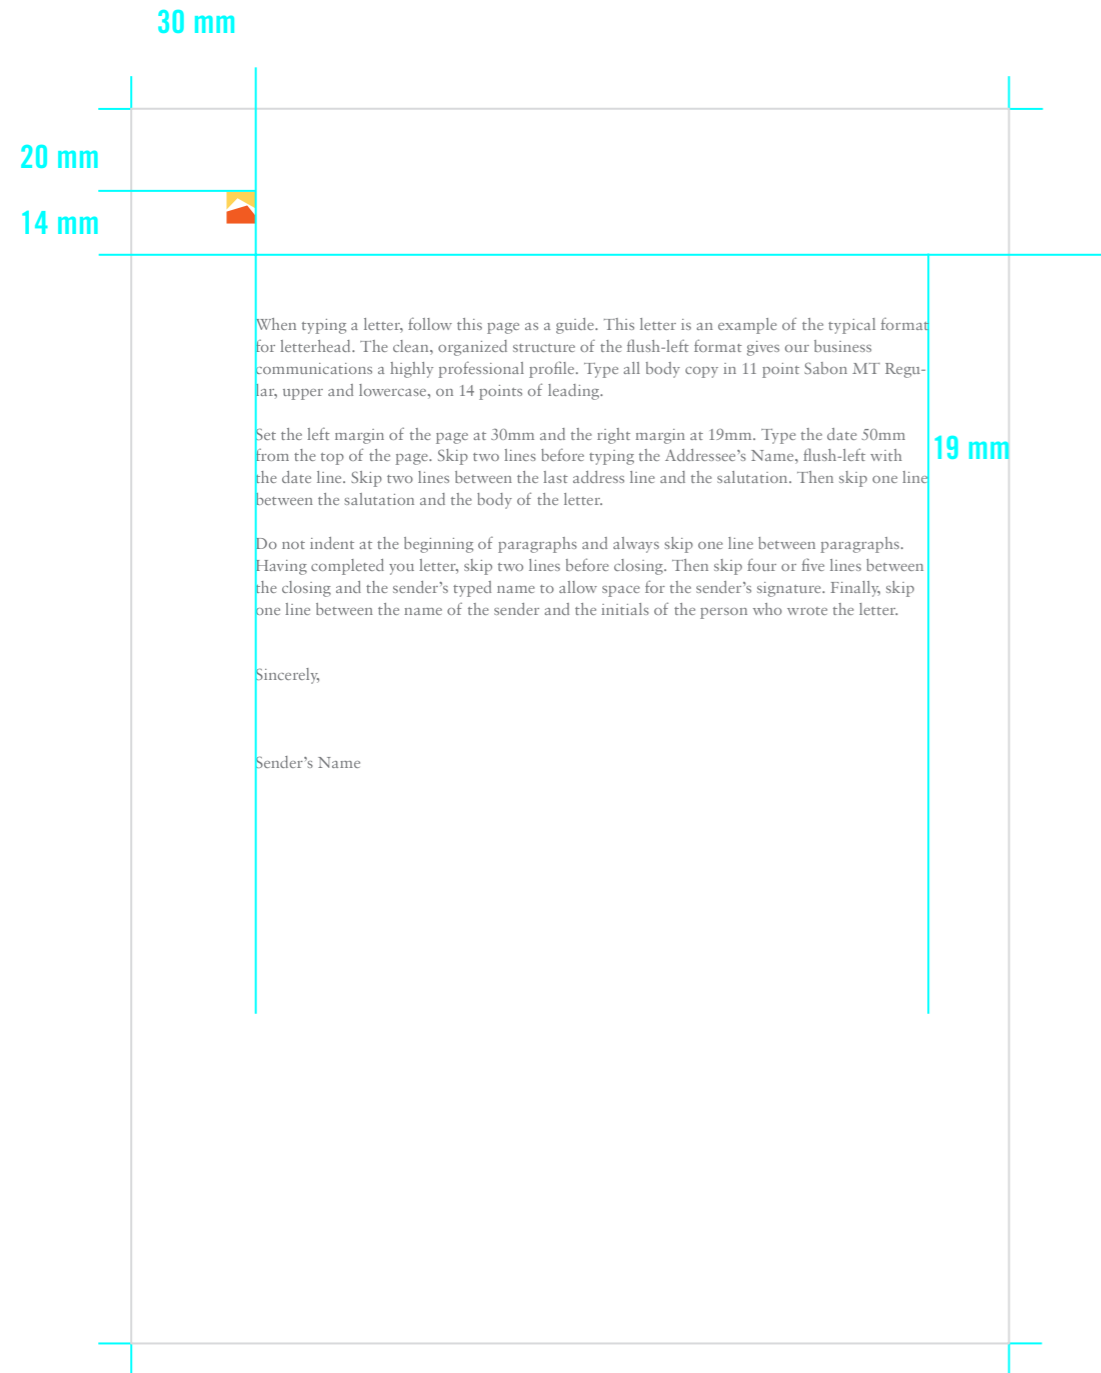 30 mm
20 mm
14 mm
When typing a letter, follow this page as a guide. This letter is an example of the typical format
for letterhead. The clean, organized structure of the flush-left format gives our business
communications a highly professional profile. Type all body copy in 11 point Sabon MT Regu-
lar, upper and lowercase, on 14 points of leading.
Set the left margin of the page at 30mm and the right margin at 19mm. Type the date 50mm
from the top of the page. Skip two lines before typing the Addressee’s Name, flush-left with
the date line. Skip two lines between the last address line and the salutation. Then skip one line
between the salutation and the body of the letter.
19 mm
Do not indent at the beginning of paragraphs and always skip one line between paragraphs.
Having completed you letter, skip two lines before closing. Then skip four or five lines between
the closing and the sender’s typed name to allow space for the sender’s signature. Finally, skip
one line between the name of the sender and the initials of the person who wrote the letter.
Sincerely,
Sender’s Name